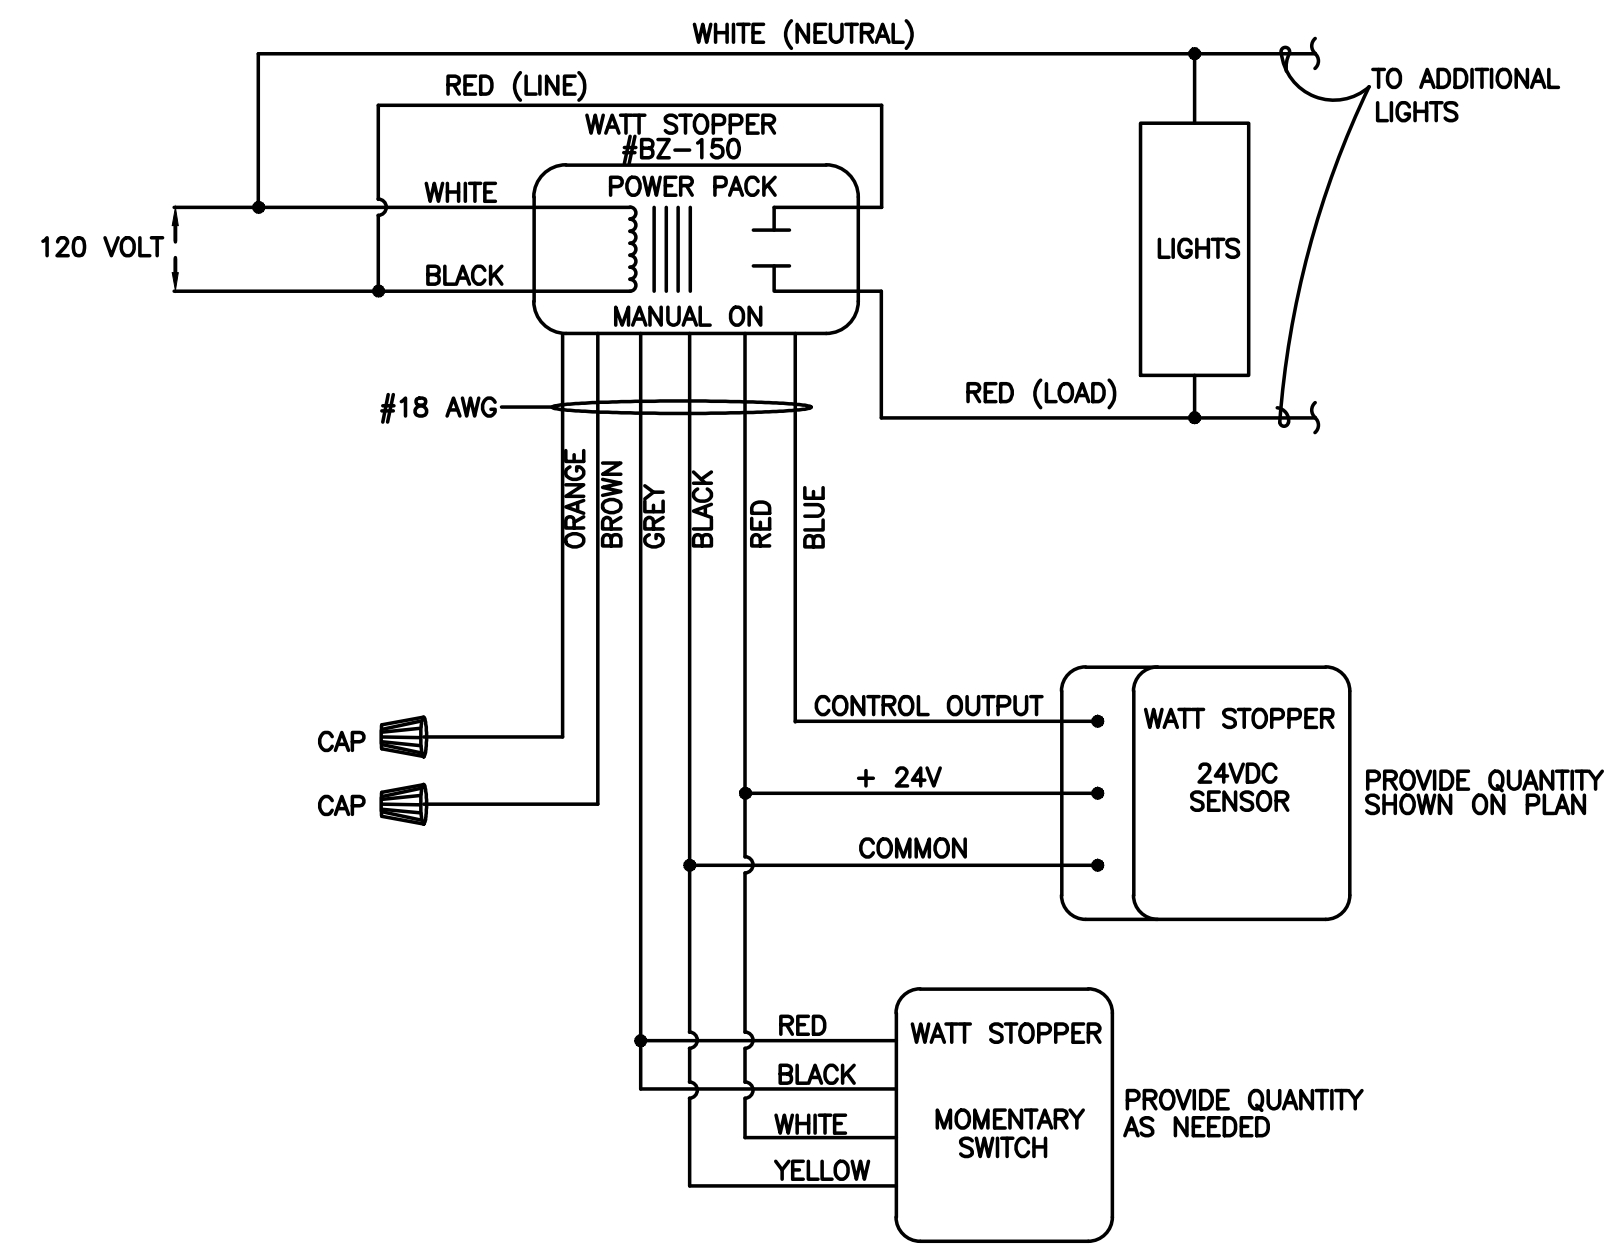 WHITE (NEUTRAL)
RED (LINE)
TO ADDITIONAL
LIGHTS
WATT STOPPER
#BZ-150
POWER PACK
WHITE
120 VOLT
LIGHTS
BLACK
MANUAL ON
RED (LOAD)
#18 AWG
ORANGE
BROWN
GREY
BLACK
RED
BLUE
CONTROL OUTPUT
WATT STOPPER
CAP
+ 24V
24VDC
SENSOR
PROVIDE QUANTITY
SHOWN ON PLAN
CAP
COMMON
RED
WATT STOPPER
BLACK
MOMENTARY
SWITCH
PROVIDE QUANTITY
AS NEEDED
WHITE
YELLOW